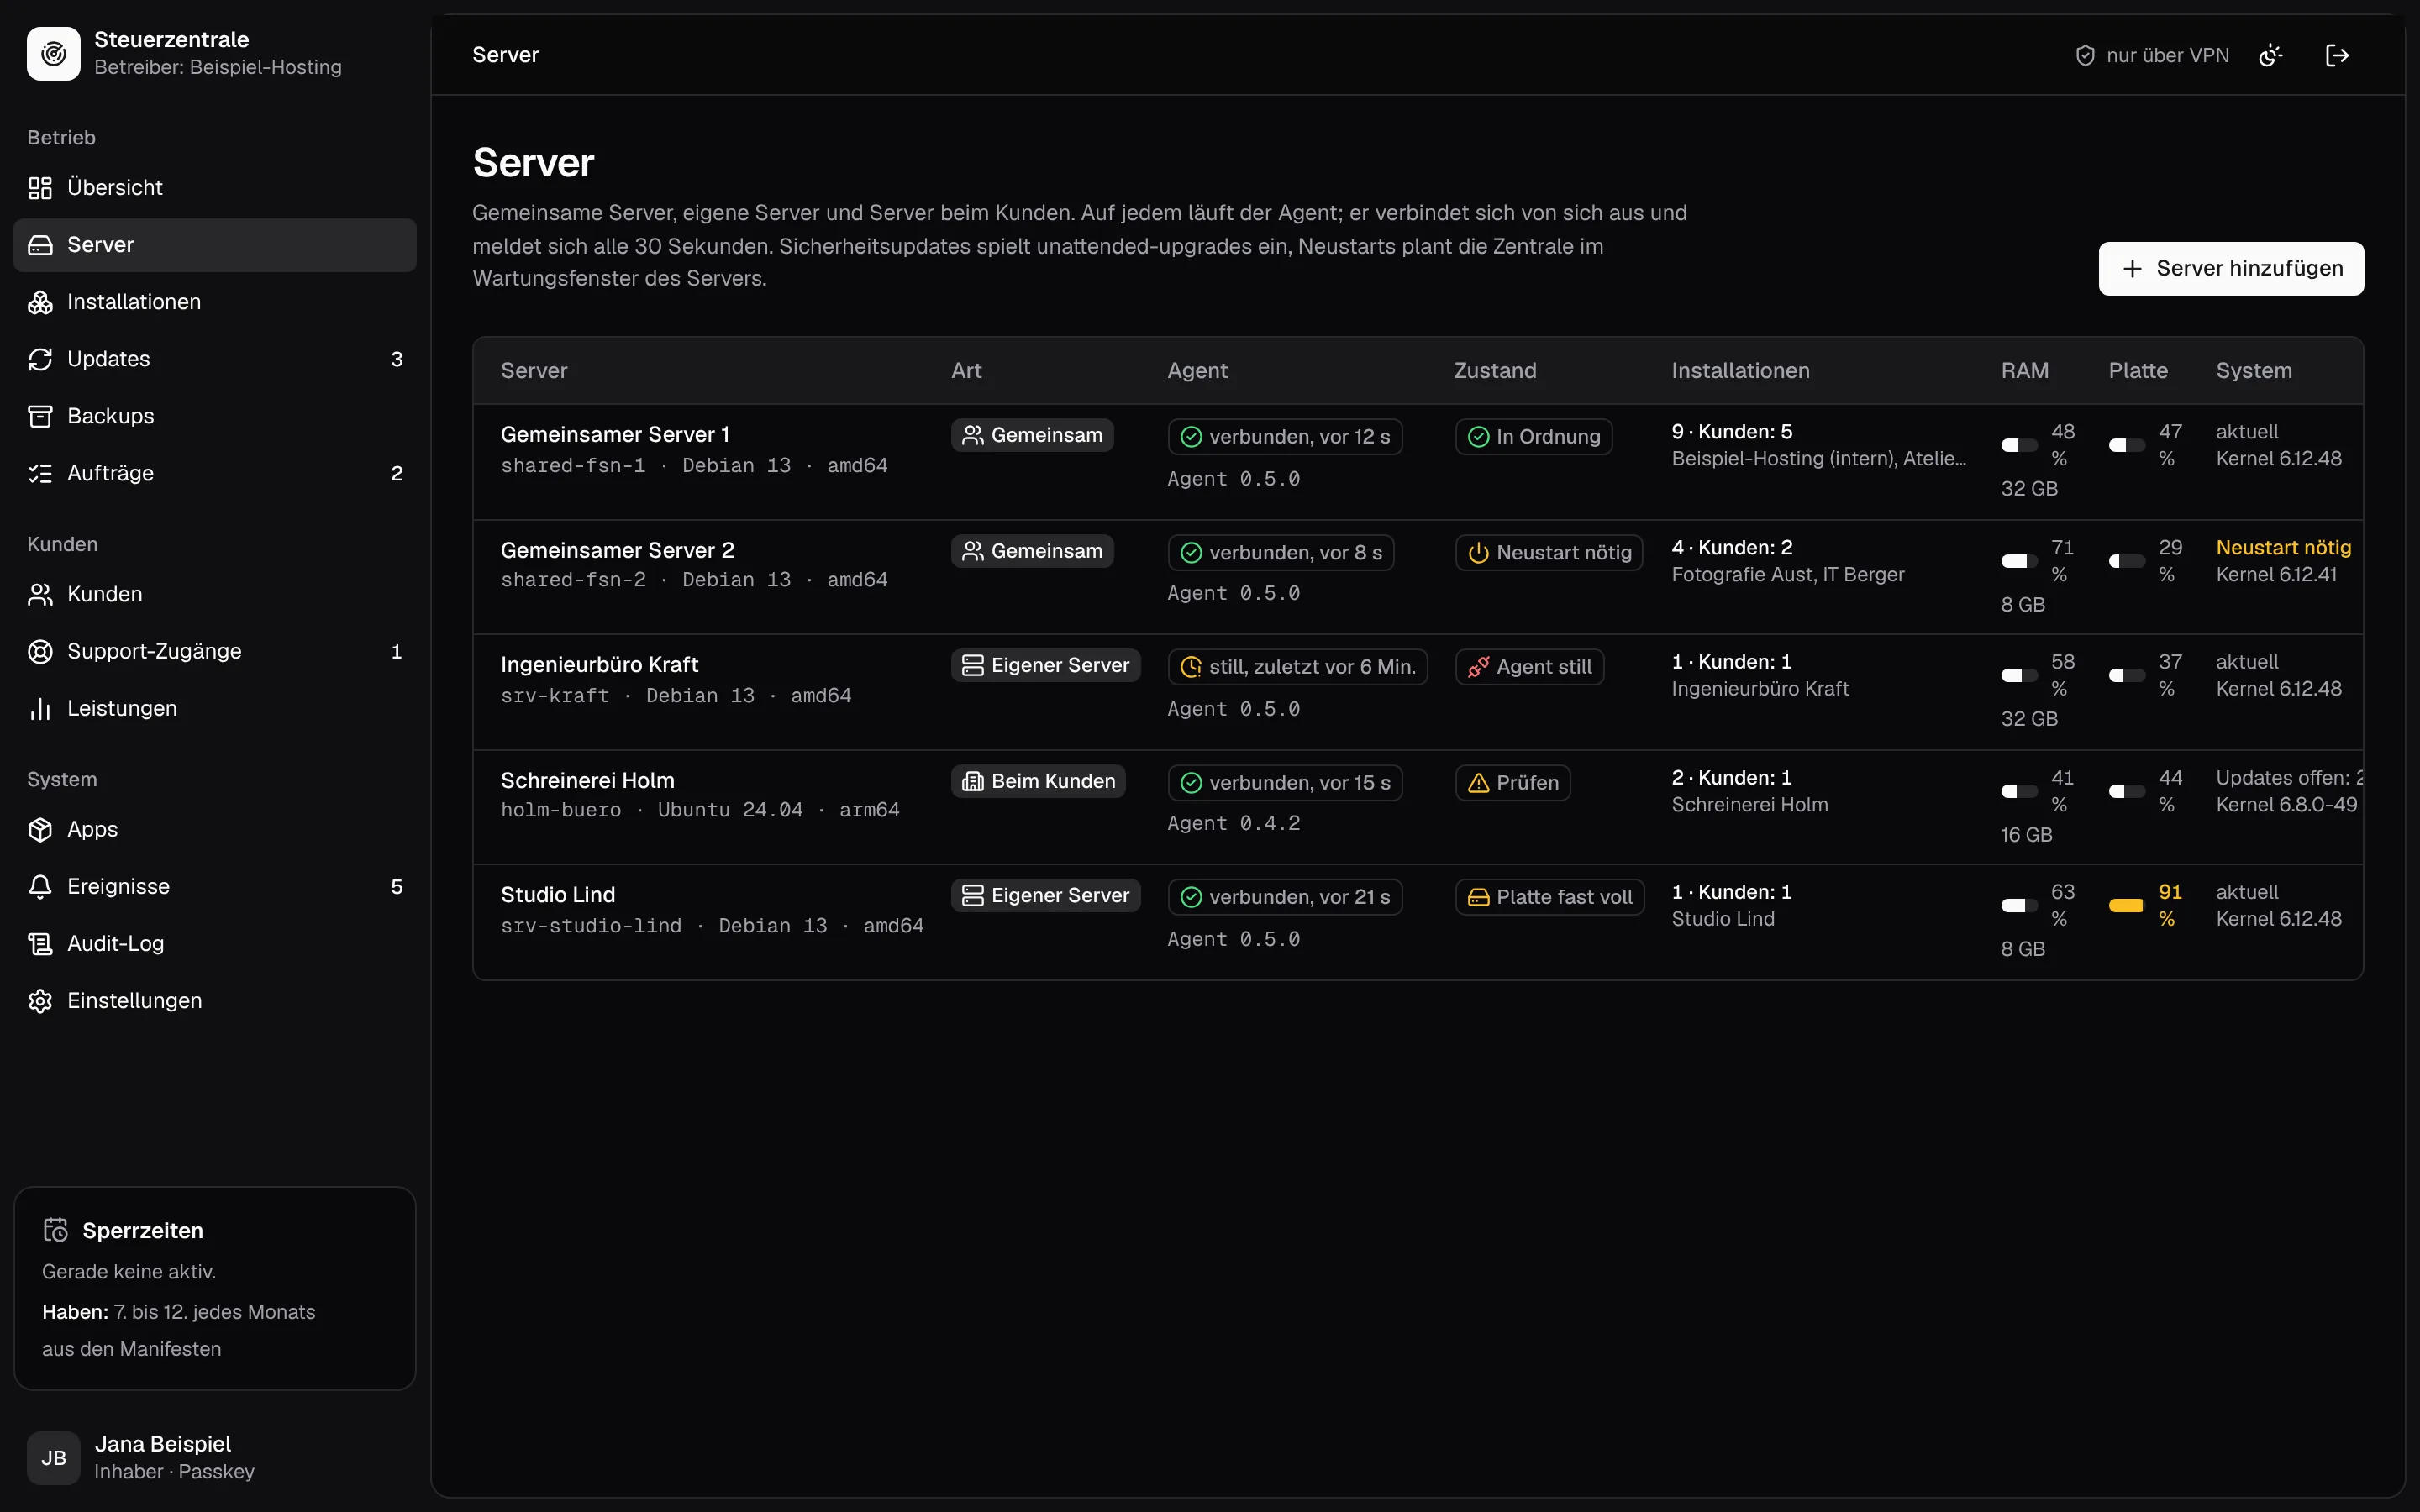 Steuerzentrale
Betreiber: Beispiel-Hosting
Betrieb
Übersicht
Server
Installationen
Updates 3
Backups
Aufträge 2
Kunden
Kunden
Support-Zugänge 1
Leistungen
System
Apps
Ereignisse 5
Audit-Log
Einstellungen
Sperrzeiten
Gerade keine aktiv.
Haben: 7. bis 12. jedes Monats
aus den Manifesten
JB
Jana Beispiel
Inhaber · Passkey
Server
nur über VPN
Server
Gemeinsame Server, eigene Server und Server beim Kunden. Auf jedem läuft der Agent; er verbindet sich von sich aus und
meldet sich alle 30 Sekunden. Sicherheitsupdates spielt unattended-upgrades ein, Neustarts plant die Zentrale im
Wartungsfenster des Servers.
Server hinzufügen
Server Art Agent Zustand Installationen RAM Platte System
Gemeinsamer Server 1
shared-fsn-1 · Debian 13 · amd64
Gemeinsam
verbunden, vor 12 s
Agent 0.5.0
In Ordnung
9 · Kunden: 5
Beispiel-Hosting (intern), Atelie...
48 %
32 GB
47 %
aktuell
Kernel 6.12.48
Gemeinsamer Server 2
shared-fsn-2 · Debian 13 · amd64
Gemeinsam
verbunden, vor 8 s
Agent 0.5.0
Neustart nötig
4 · Kunden: 2
Fotografie Aust, IT Berger
71 %
8 GB
29 %
Neustart nötig
Kernel 6.12.41
Ingenieurbüro Kraft
srv-kraft · Debian 13 · amd64
Eigener Server
still, zuletzt vor 6 Min.
Agent 0.5.0
Agent still
1 · Kunden: 1
Ingenieurbüro Kraft
58 %
32 GB
37 %
aktuell
Kernel 6.12.48
Schreinerei Holm
holm-buero · Ubuntu 24.04 · arm64
Beim Kunden
verbunden, vor 15 s
Agent 0.4.2
Prüfen
2 · Kunden: 1
Schreinerei Holm
41 %
16 GB
44 %
Updates offen:
Kernel 6.8.0-49
Studio Lind
srv-studio-lind · Debian 13 · amd64
Eigener Server
verbunden, vor 21 s
Agent 0.5.0
Platte fast voll
1 · Kunden: 1
Studio Lind
63 %
8 GB
91 %
aktuell
Kernel 6.12.48